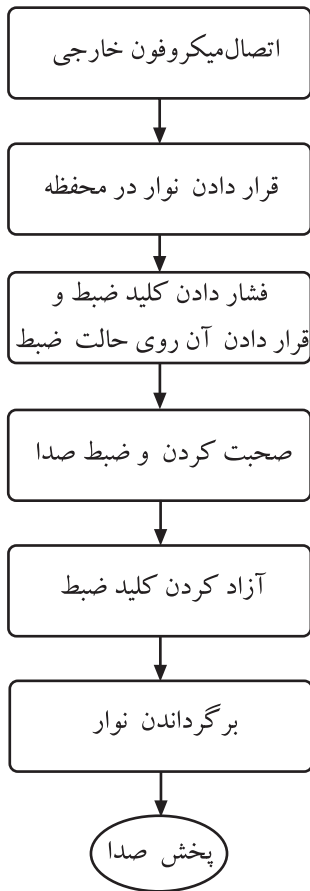 اتصال میکروفون خارجی
قرار دادن نوار در محفظه
فشار دادن کلید ضبط و
قرار دادن آن روی حالت ضبط
صحبت کردن و ضبط صدا
آزاد کردن کلید ضبط
برگرداندن نوار
پخش صدا